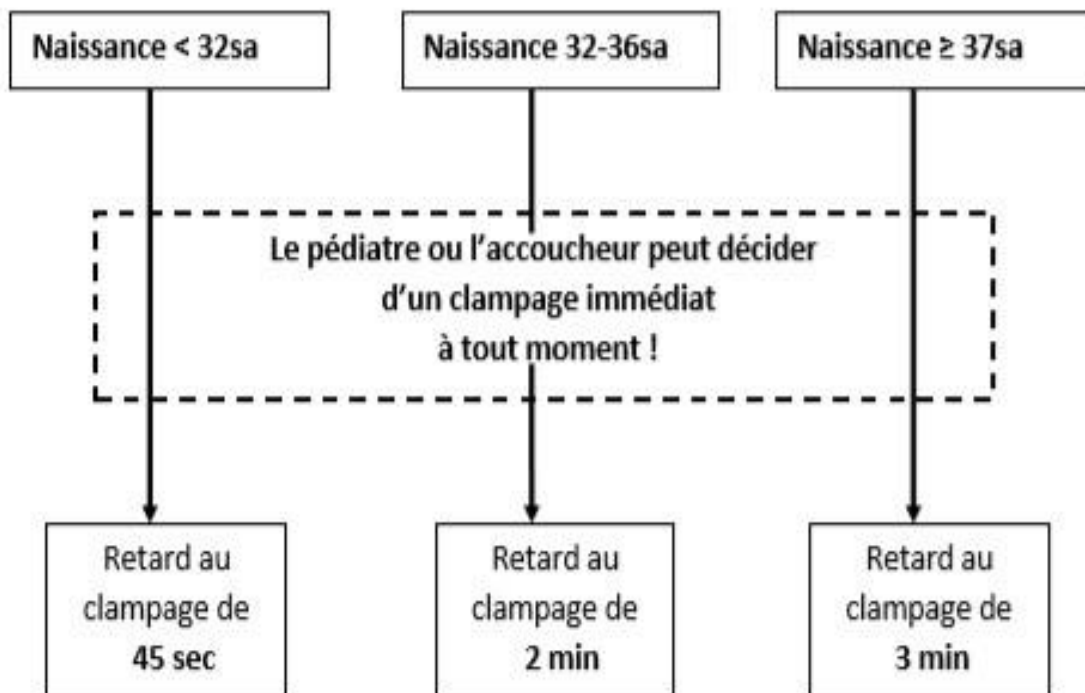 Naissance < 32sa
Naissance 32-36sa
Naissance ≥ 37sa
Le pédiatre ou l'accoucheur peut décider
d'un clampage immédiat
à tout moment !
Retard au
clampage de
45 sec
Retard au
clampage de
2 min
Retard au
clampage de
3 min